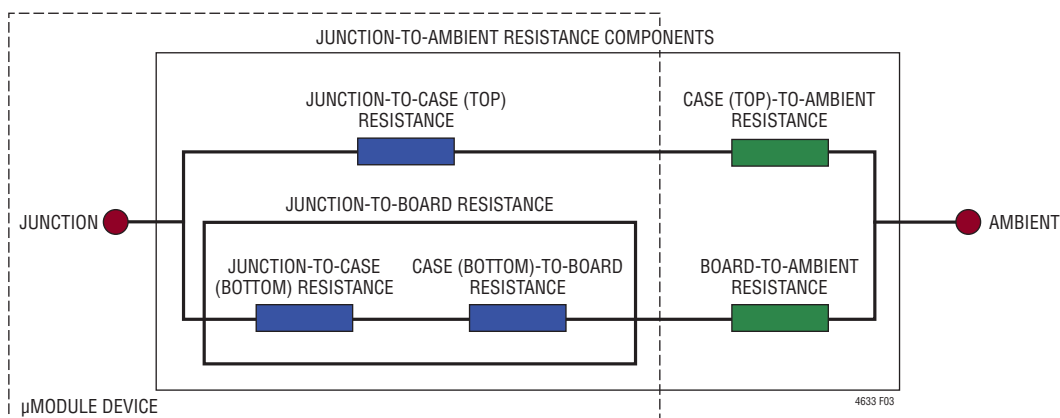 JUNCTION-TO-AMBIENT RESISTANCE COMPONENTS
JUNCTION-TO-CASE (TOP)
RESISTANCE
CASE (TOP)-TO-AMBIENT
RESISTANCE
JUNCTION-TO-BOARD RESISTANCE
JUNCTION
AMBIENT
JUNCTION-TO-CASE
(BOTTOM) RESISTANCE
CASE (BOTTOM)-TO-BOARD
RESISTANCE
BOARD-TO-AMBIENT
RESISTANCE
4633 F03
µMODULE DEVICE